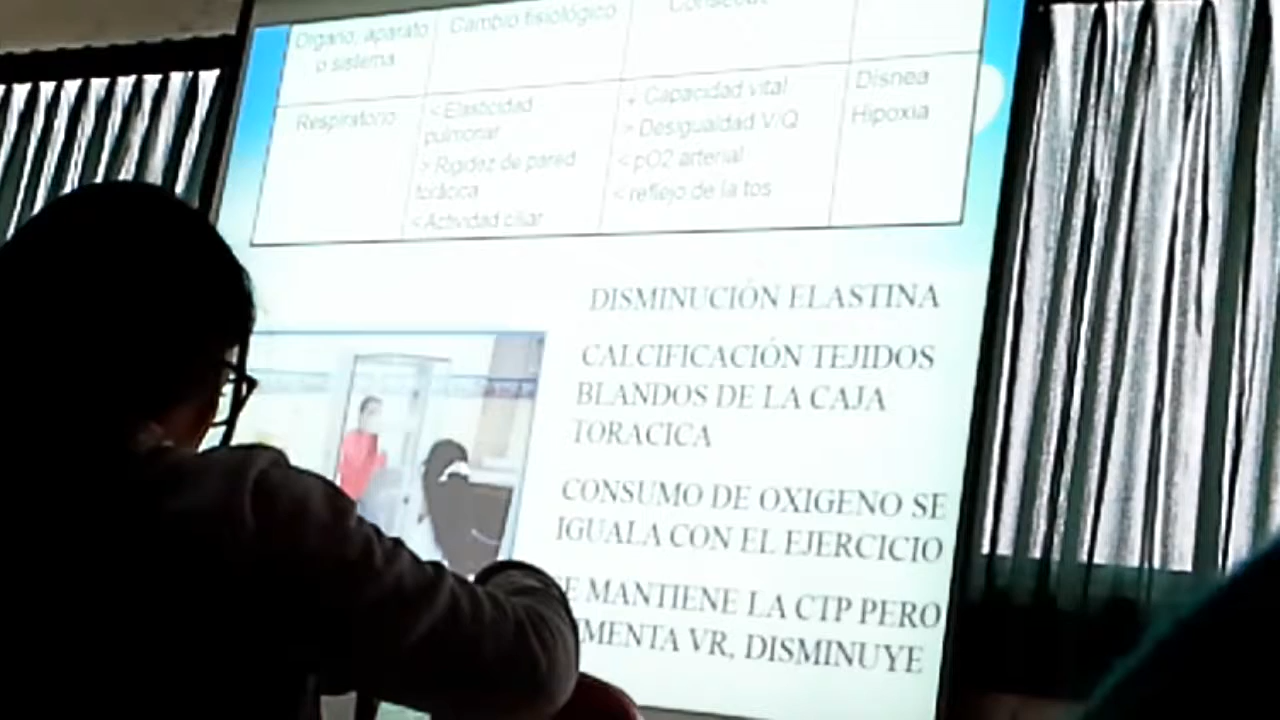 Organo, aparato
o sistema
Cambio fisiológico
Respiratorio
< Elasticidad
pulmonar
> Rigidez de pared
torácica
< Actividad ciliar
Capacidad vital
> Desigualdad V/Q
< pO2 arterial
< reflejo de la tos
Disnea
Hipoxia
DISMINUCIÓN ELASTINA
CALCIFICACIÓN TEJIDOS
BLANDOS DE LA CAJA
TORACICA
CONSUMO DE OXIGENO SE
IGUALA CON EL EJERCICIO
MANTIENE LA CTP PERO
VR, DISMINUYE